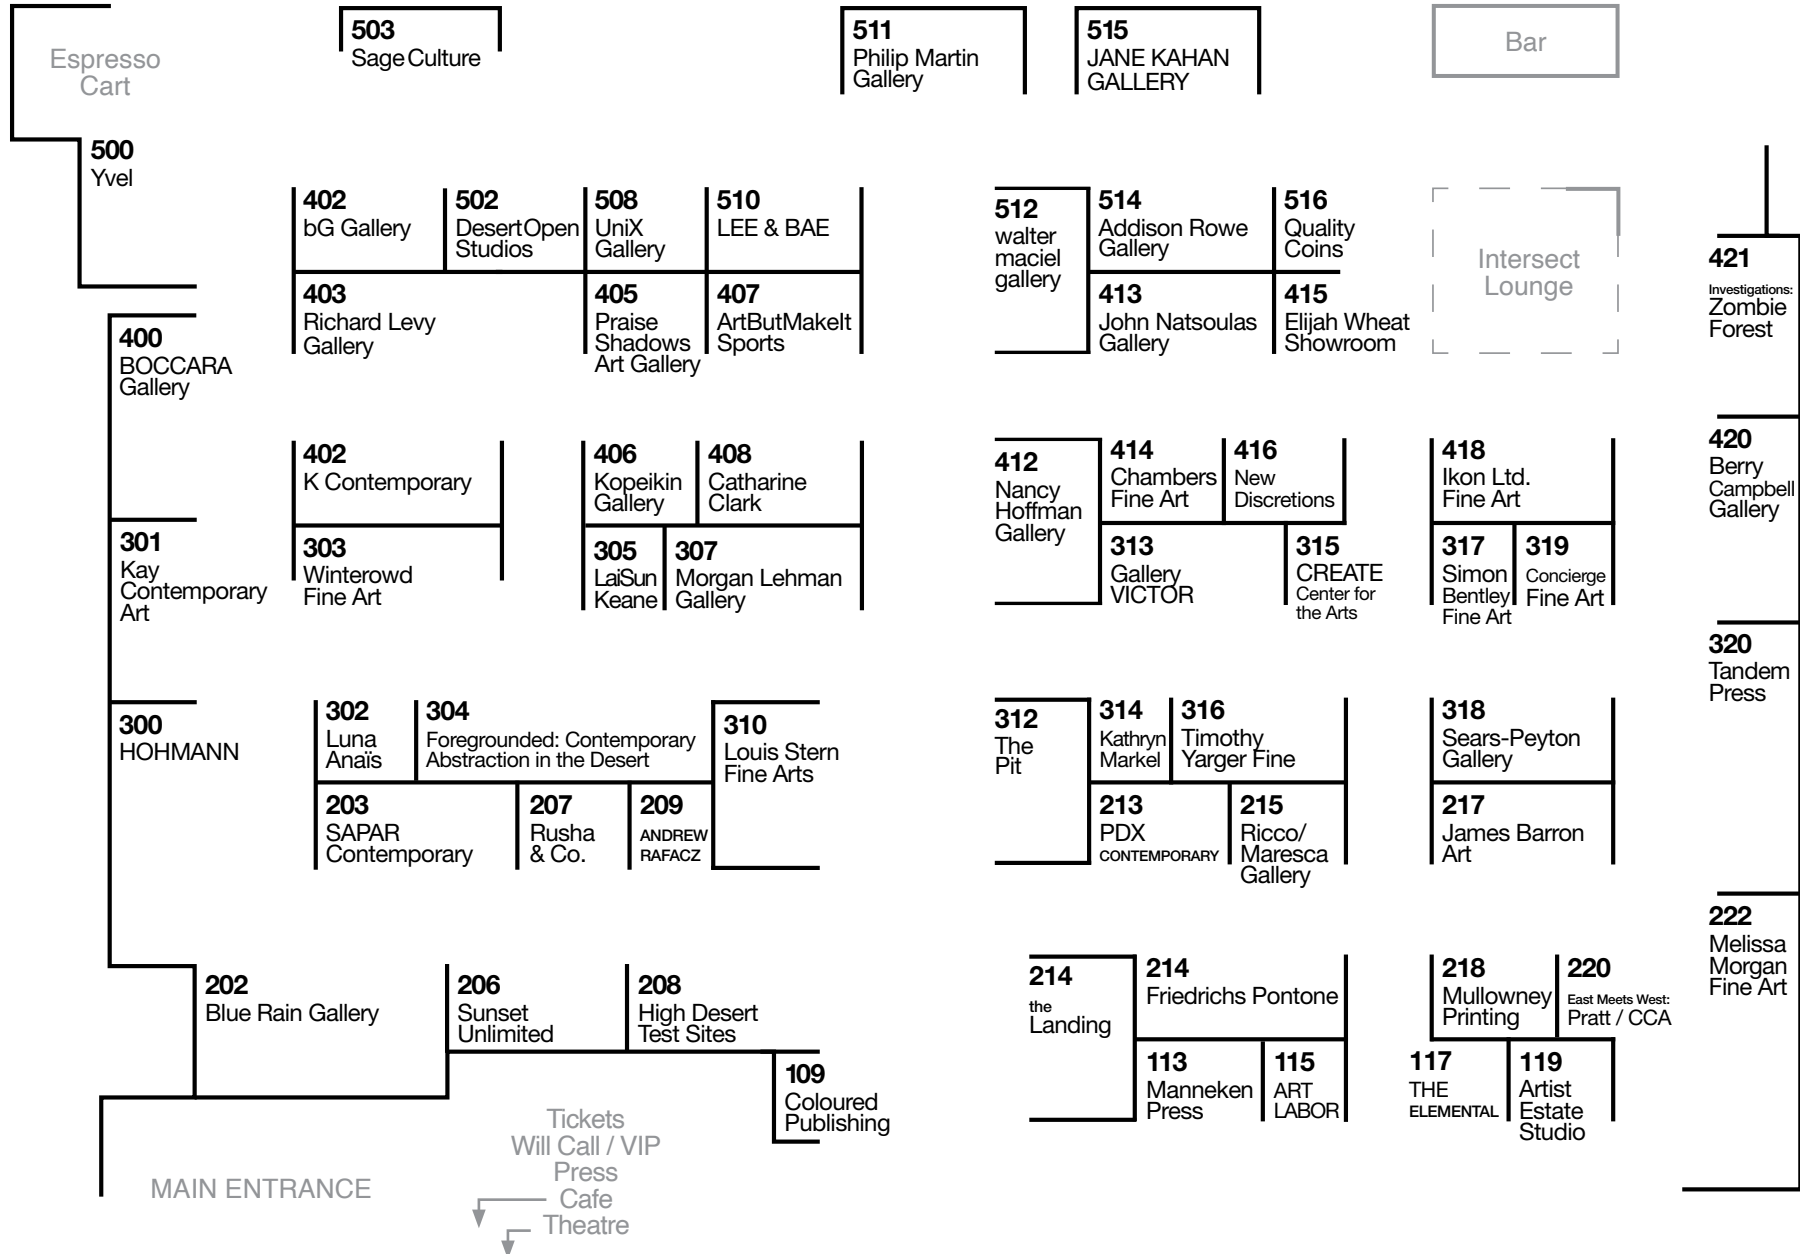 Espresso
Cart
503
Sage Culture
511
Philip Martin
Gallery
515
JANE KAHAN
GALLERY
Bar
500
Yvel
402
bG Gallery
502
Desert Open
Studios
508
UniX
Gallery
510
LEE & BAE
512
walter
maciel
gallery
514
Addison Rowe
Gallery
516
Quality
Coins
Intersect
Lounge
421
Investigations:
Zombie
Forest
403
Richard Levy
Gallery
405
Praise
Shadows
Art Gallery
407
ArtButMakeIt
Sports
413
John Natsoulas
Gallery
415
Elijah Wheat
Showroom
400
BOCCARA
Gallery
402
K Contemporary
406
Kopeikin
Gallery
408
Catharine
Clark
412
Nancy
Hoffman
Gallery
414
Chambers
Fine Art
416
New
Discretions
418
Ikon Ltd.
Fine Art
420
Berry
Campbell
Gallery
301
Kay
Contemporary
Art
303
Winterowd
Fine Art
305
LaiSun
Keane
307
Morgan Lehman
Gallery
313
Gallery
VICTOR
315
CREATE
Center for
the Arts
317
Simon
Bentley
Fine Art
319
Concierge
Fine Art
320
Tandem
Press
300
HOHMANN
302
Luna
Anaïs
304
Foregrounded: Contemporary
Abstraction in the Desert
310
Louis Stern
Fine Arts
312
The
Pit
314
Kathryn
Markel
316
Timothy
Yarger Fine
318
Sears-Peyton
Gallery
203
SAPAR
Contemporary
207
Rusha
& Co.
209
ANDREW
RAFACZ
213
PDX
CONTEMPORARY
215
Ricco/
Maresca
Gallery
217
James Barron
Art
222
Melissa
Morgan
Fine Art
202
Blue Rain Gallery
206
Sunset
Unlimited
208
High Desert
Test Sites
214
the
Landing
214
Friedrichs Pontone
218
Mullowney
Printing
220
East Meets West:
Pratt / CCA
109
Coloured
Publishing
113
Manneken
Press
115
ART
LABOR
117
THE
ELEMENTAL
119
Artist
Estate
Studio
MAIN ENTRANCE
Tickets
Will Call / VIP
Press
Cafe
Theatre